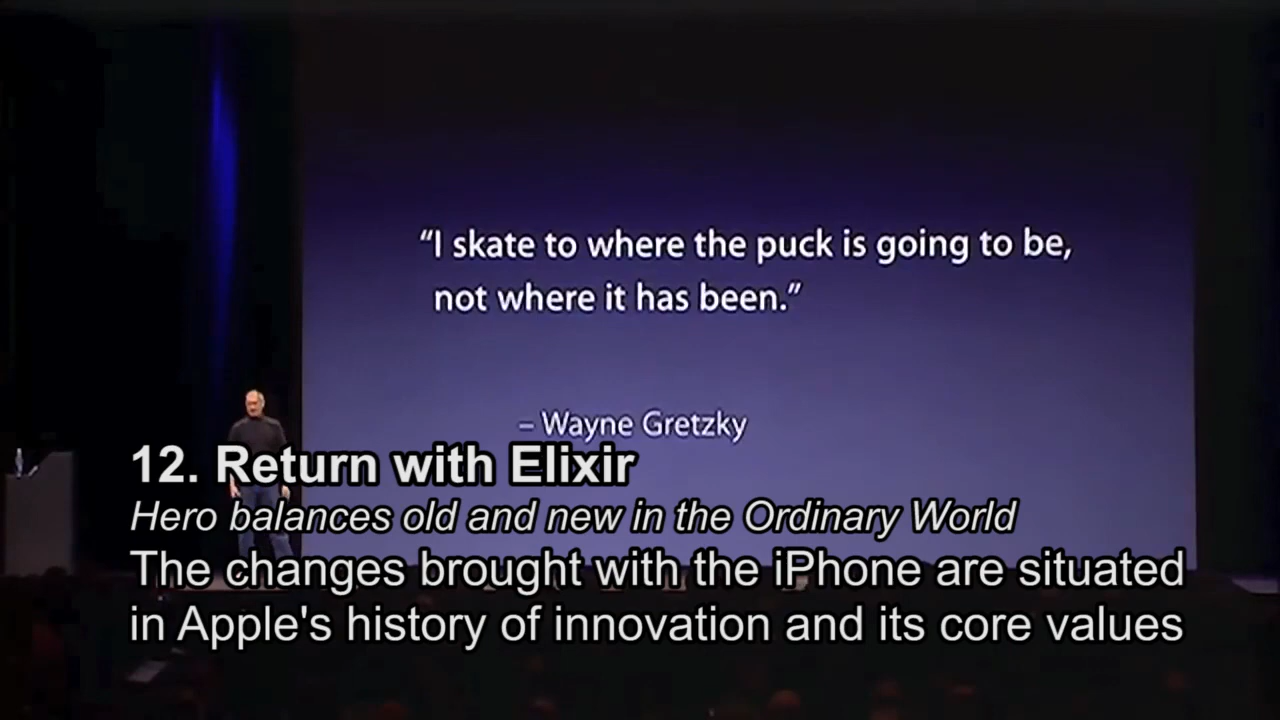 “I skate to where the puck is going to be,
not where it has been.”
– Wayne Gretzky
12. Return with Elixir
Hero balances old and new in the Ordinary World
The changes brought with the iPhone are situated
in Apple's history of innovation and its core values